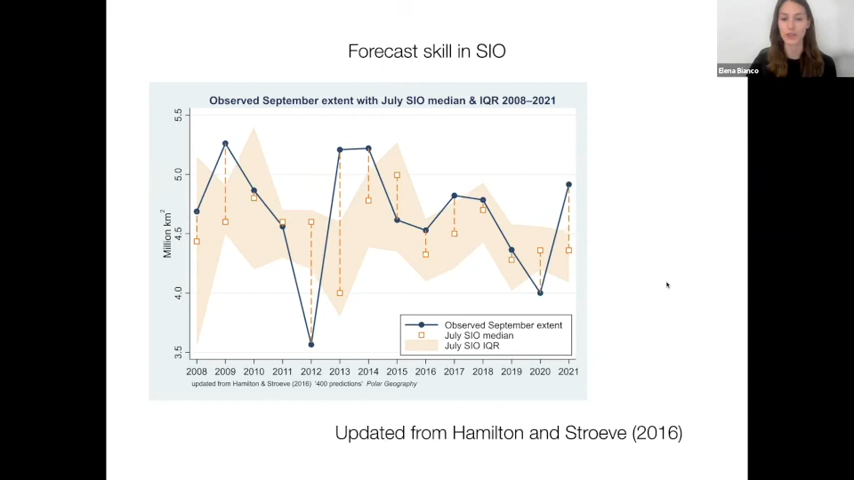 Forecast skill in SIO
Elena Bianco
Observed September extent with July SIO median & IQR 2008–2021
5.5
5.0
4.5
4.0
3.5
Million km²
Observed September extent
July SIO median
July SIO IQR
2008 2009 2010 2011 2012 2013 2014 2015 2016 2017 2018 2019 2020 2021
updated from Hamilton & Stroeve (2016) '400 predictions' Polar Geography
Updated from Hamilton and Stroeve (2016)